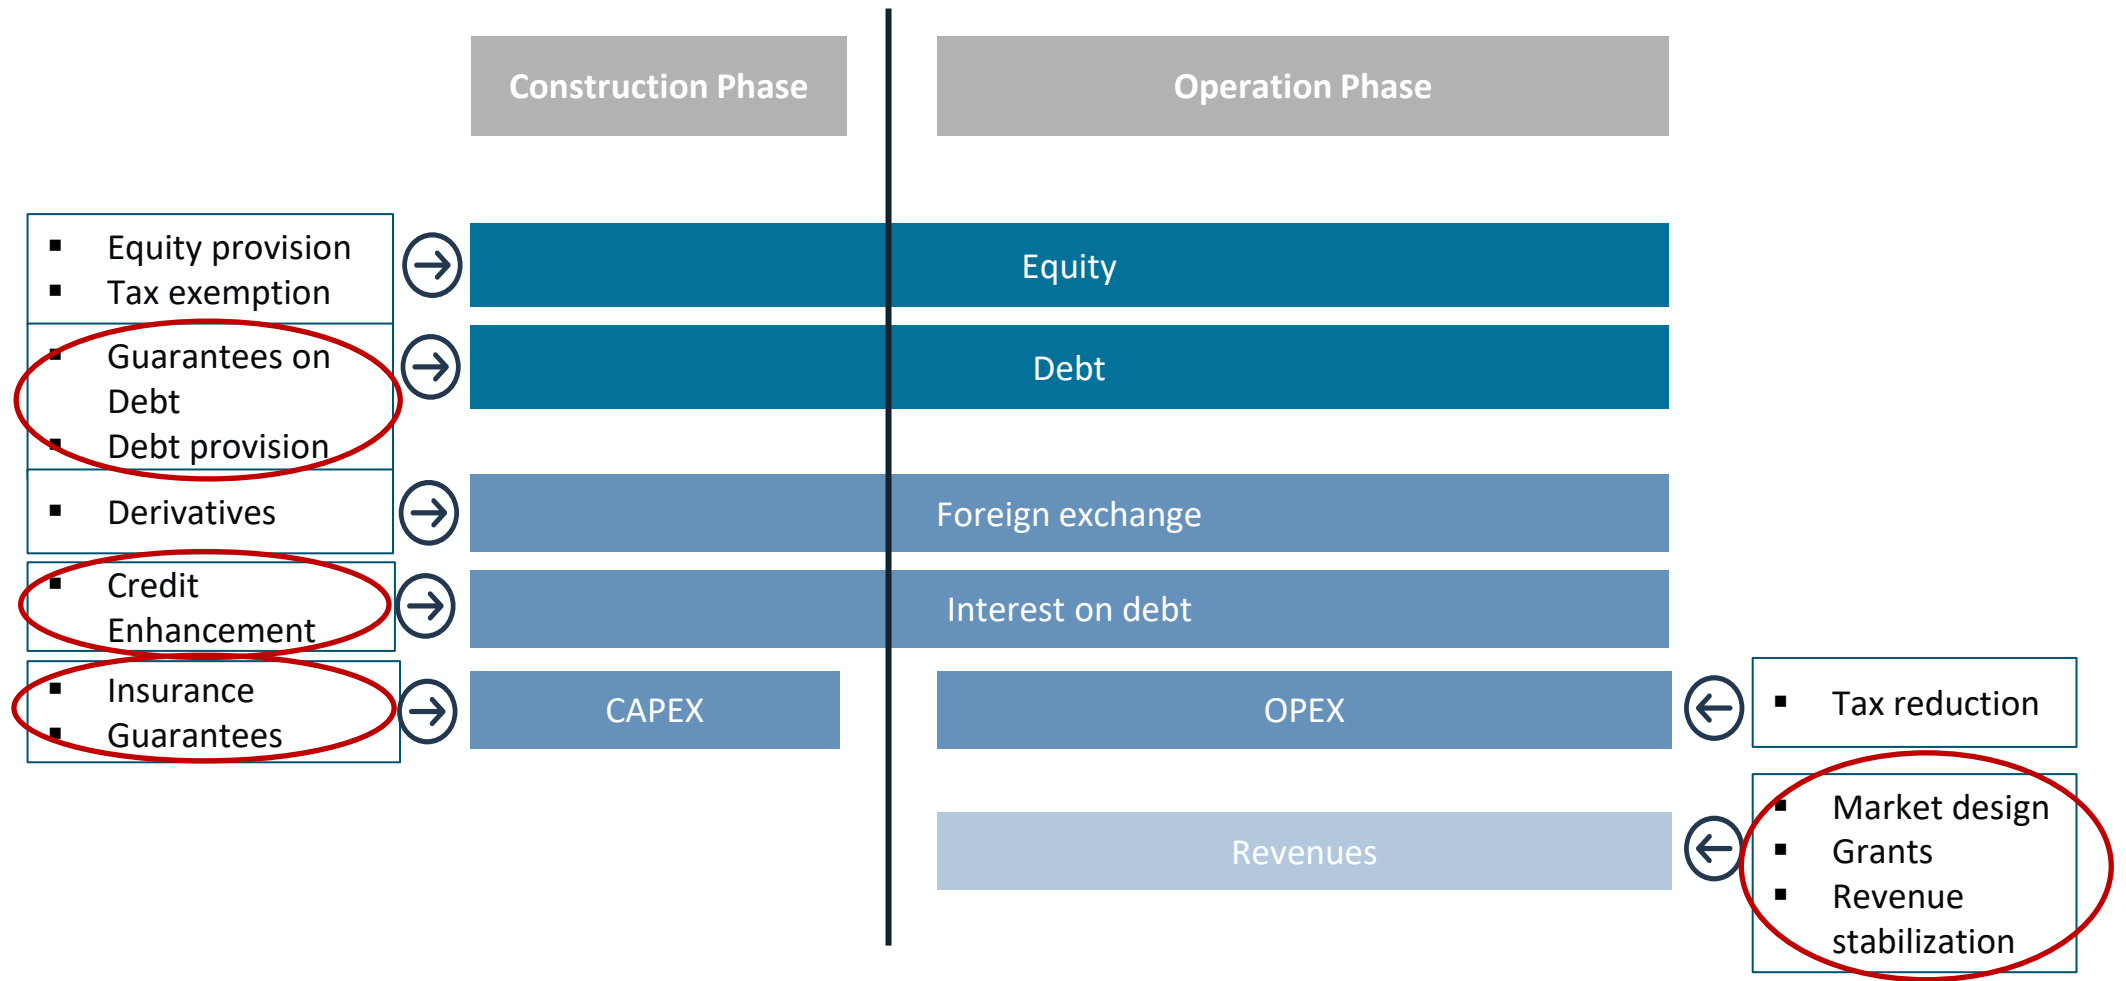 Construction Phase
Operation Phase
▪ Equity provision
▪ Tax exemption
Equity
▪ Guarantees on
Debt
▪ Debt provision
Debt
▪ Derivatives
Foreign exchange
▪ Credit
Enhancement
Interest on debt
▪ Insurance
▪ Guarantees
CAPEX
OPEX
▪ Tax reduction
Revenues
▪ Market design
▪ Grants
▪ Revenue
stabilization